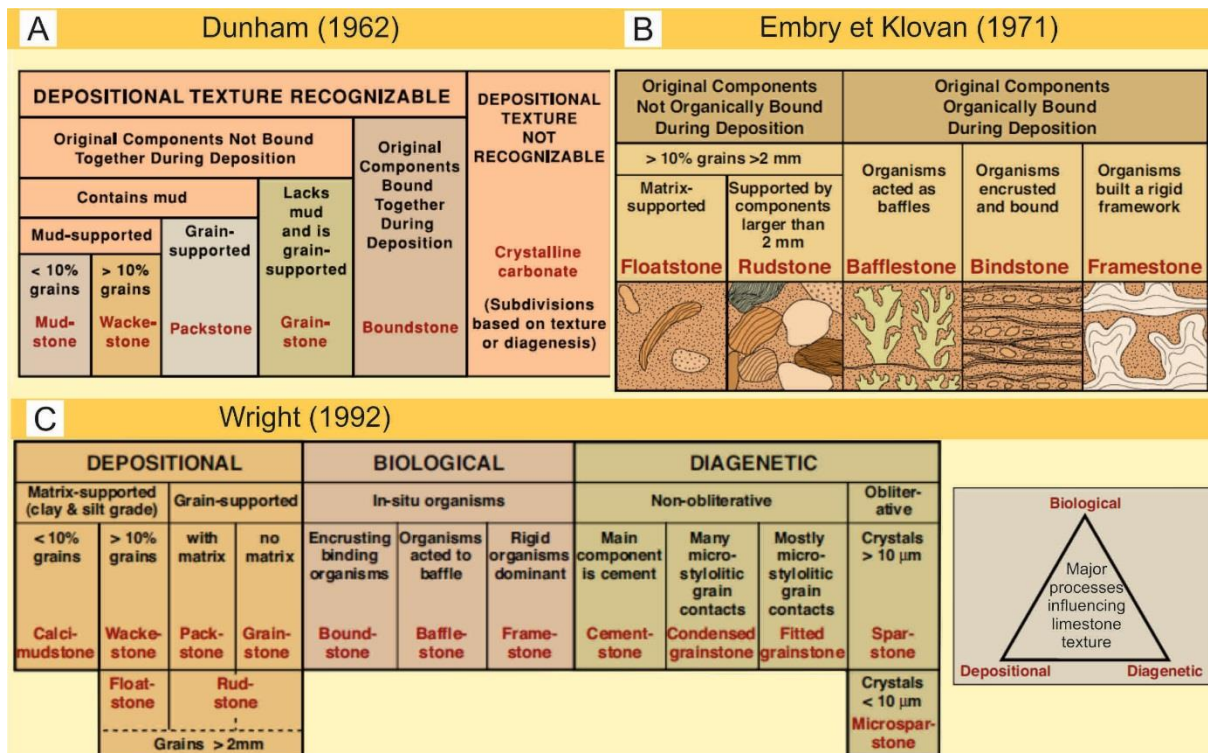 A
Dunham (1962)
DEPOSITIONAL TEXTURE RECOGNIZABLE
Original Components Not Bound
Together During Deposition
Contains mud
Mud-supported
< 10%
grains
Mud-
stone
> 10%
grains
Wacke-
stone
Grain-
supported
Packstone
Lacks
mud
and is
grain-
supported
Grain-
stone
Original
Components
Bound
Together
During
Deposition
Boundstone
DEPOSITIONAL
TEXTURE
NOT
RECOGNIZABLE
Crystalline
carbonate
(Subdivisions
based on texture
or diagenesis)
B
Embry et Klovan (1971)
Original Components
Not Organically Bound
During Deposition
> 10% grains >2 mm
Matrix-
supported
Floatstone
Supported by
components
larger than
2 mm
Rudstone
Original Components
Organically Bound
During Deposition
Organisms
acted as
baffles
Bafflestone
Organisms
encrusted
and bound
Bindstone
Organisms
built a rigid
framework
Framestone
C
Wright (1992)
DEPOSITIONAL
Matrix-supported
(clay & silt grade)
<10%
grains
Calci-
mudstone
> 10%
grains
Wacke-
stone
Float-
stone
Grain-supported
with
matrix
Pack-
stone
no
matrix
Grain-
stone
Rud-
stone
Grains >2mm
BIOLOGICAL
In-situ organisms
Encrusting
binding
organisms
Bound-
stone
Organisms
acted to
baffle
Baffle-
stone
Rigid
organisms
dominant
Frame-
stone
DIAGENETIC
Non-obliterative
Main
component
is cement
Cement-
stone
Many
micro-
stylolitic
grain
contacts
Condensed
grainstone
Mostly
micro-
stylolitic
grain
contacts
Fitted
grainstone
Obliter-
ative
Crystals
> 10 µm
Spar-
stone
Crystals
< 10 µm
Microspar-
stone
Biological
Major
processes
influencing
limestone
texture
Depositional
Diagenetic